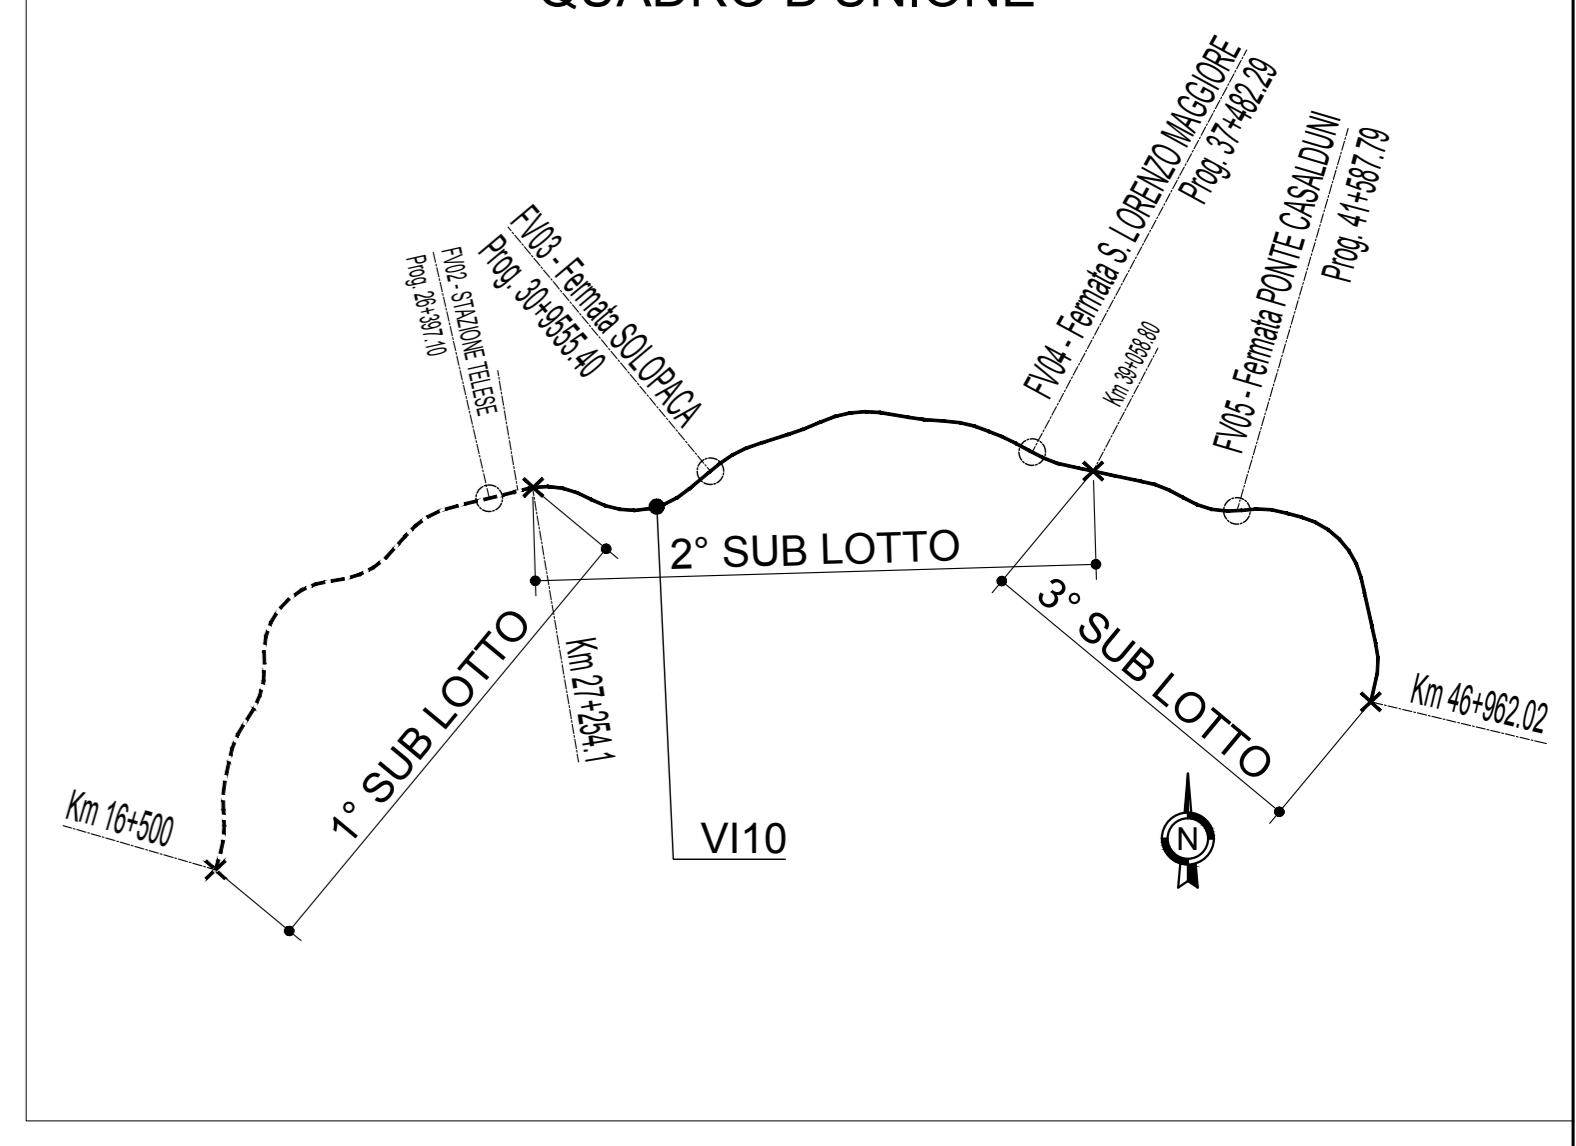 QUADRO D'UNIONE
FV04 - Fermata S. LORENZO MAGGIORE
Prog. 37+482.29
FV05 - Fermata PONTE CASALDUNI
Prog. 41+587.79
FV03 - Fermata SOLOPACA
Prog. 30+9555.40
FV02 - STAZIONE TELESE
Prog. 26+397.10
Km 39+058.80
2° SUB LOTTO
3° SUB LOTTO
1° SUB LOTTO
Km 27+254.1
Km 46+962.02
Km 16+500
VI10
N